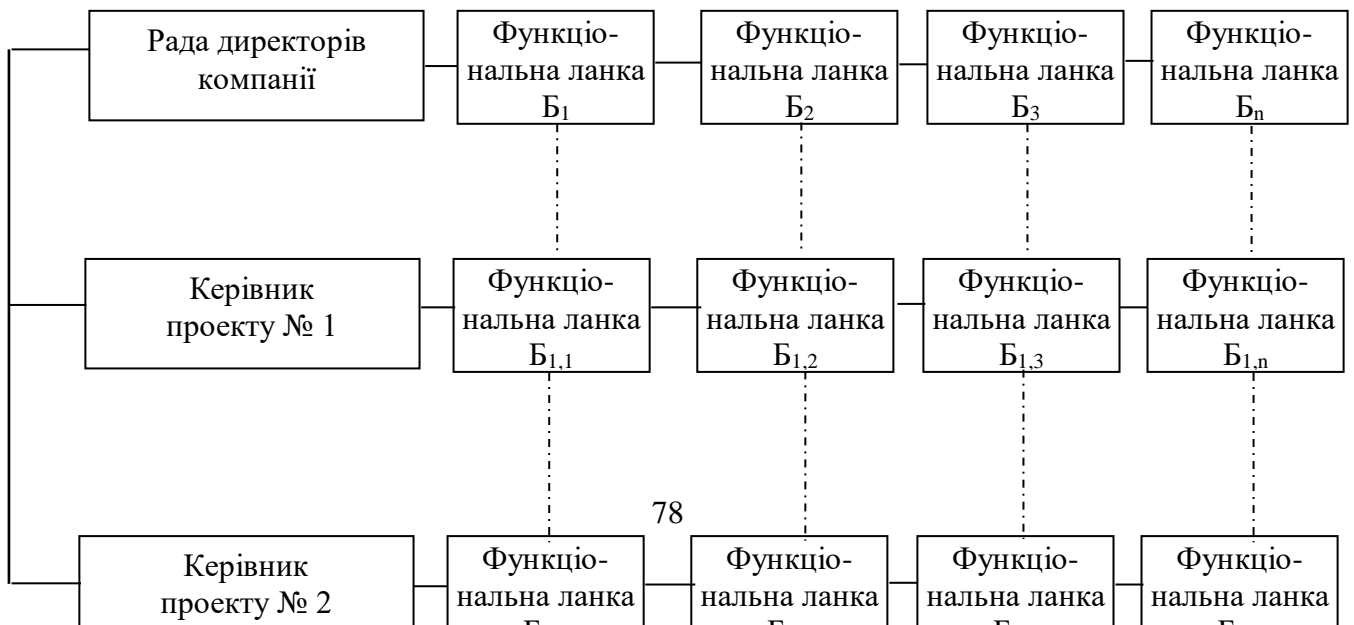 Рада директорів
компанії
Функціо-
нальна ланка
Б₁
Функціо-
нальна ланка
Б₂
Функціо-
нальна ланка
Б₃
Функціо-
нальна ланка
Бₙ
Керівник
проекту № 1
Функціо-
нальна ланка
Б₁,₁
Функціо-
нальна ланка
Б₁,₂
Функціо-
нальна ланка
Б₁,₃
Функціо-
нальна ланка
Б₁,ₙ
78
Керівник
проекту № 2
Функціо-
нальна ланка
Функціо-
нальна ланка
Функціо-
нальна ланка
Функціо-
нальна ланка